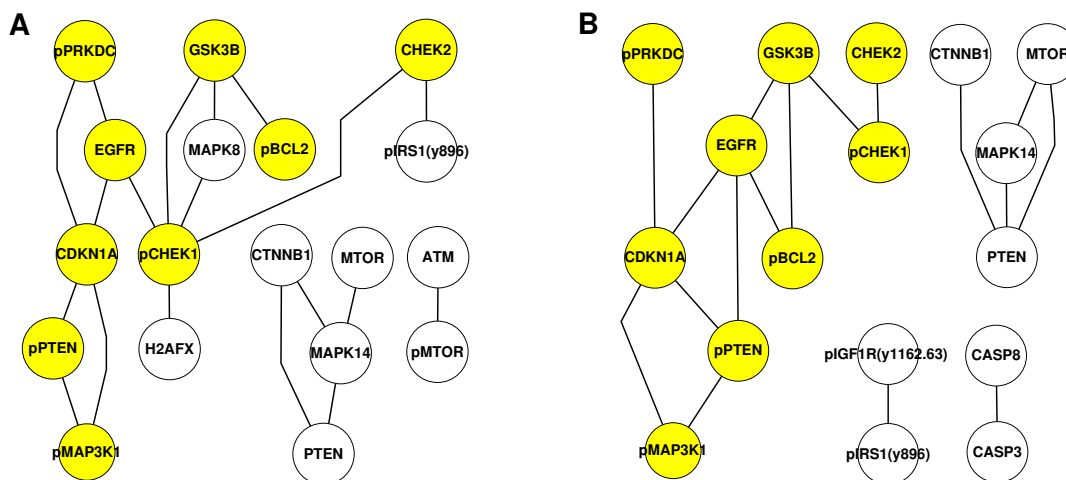 A
pPRKDC
GSK3B
CHEK2
EGFR
MAPK8
pBCL2
pIRS1(y896)
CDKN1A
pCHEK1
CTNNB1
MTOR
ATM
pPTEN
H2AFX
MAPK14
pMTOR
pMAP3K1
PTEN
B
pPRKDC
GSK3B
CHEK2
CTNNB1
MTOR
EGFR
pCHEK1
MAPK14
CDKN1A
pBCL2
PTEN
pPTEN
pIGF1R(y1162.63)
CASP8
pMAP3K1
pIRS1(y896)
CASP3